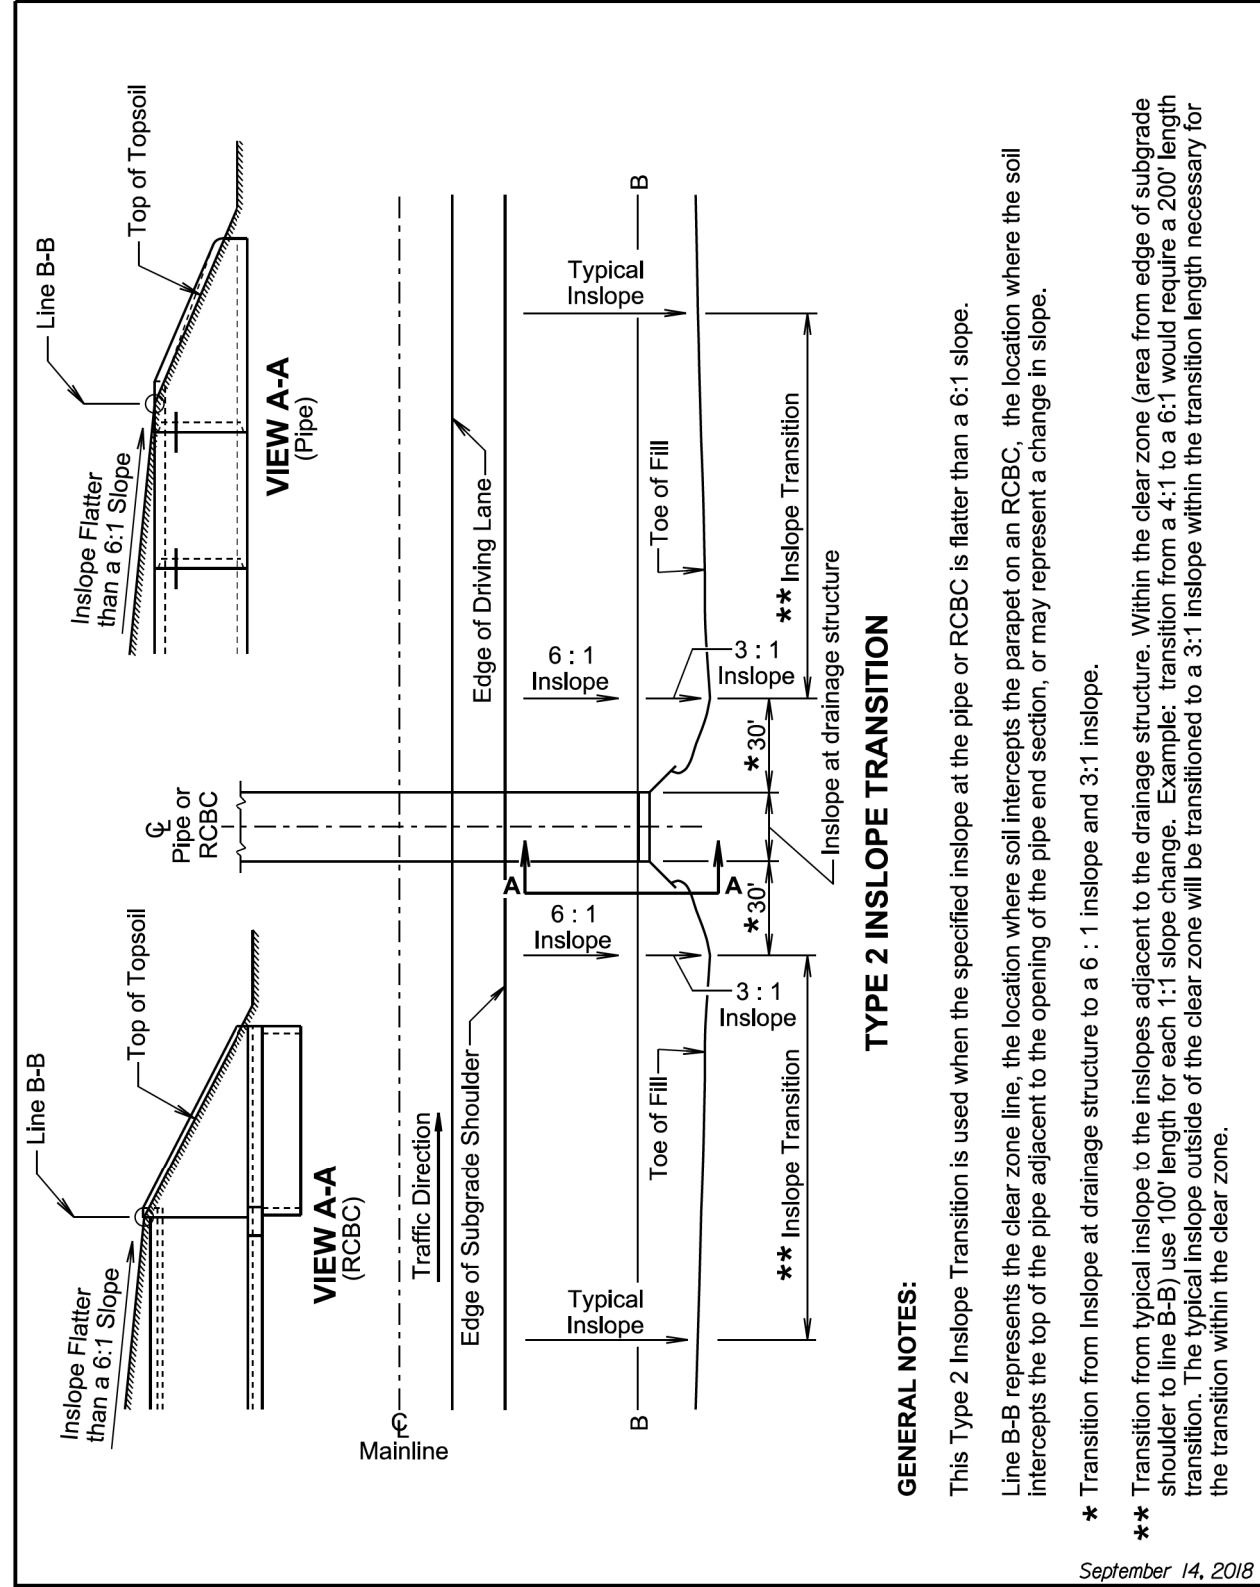 Line B-B
Top of Topsoil
Inslope Flatter
than a 6:1 Slope
VIEW A-A
(RCBC)
Line B-B
Top of Topsoil
Inslope Flatter
than a 6:1 Slope
VIEW A-A
(Pipe)
CL
Pipe or
RCBC
CL
Mainline
Traffic Direction
Edge of Subgrade Shoulder
Edge of Driving Lane
B
B
Typical
Inslope
6 : 1
Inslope
A
A
6 : 1
Inslope
Typical
Inslope
Toe of Fill
3 : 1
Inslope
3 : 1
Inslope
Toe of Fill
** Inslope Transition
* 30'
* 30'
** Inslope Transition
Inslope at drainage structure
TYPE 2 INSLOPE TRANSITION
GENERAL NOTES:
This Type 2 Inslope Transition is used when the specified inslope at the pipe or RCBC is flatter than a 6:1 slope.
Line B-B represents the clear zone line, the location where soil intercepts the parapet on an RCBC, the location where the soil
intercepts the top of the pipe adjacent to the opening of the pipe end section, or may represent a change in slope.
* Transition from Inslope at drainage structure to a 6 : 1 inslope and 3:1 inslope.
** Transition from typical inslope to the inslopes adjacent to the drainage structure. Within the clear zone (area from edge of subgrade
shoulder to line B-B) use 100' length for each 1:1 slope change. Example: transition from a 4:1 to a 6:1 would require a 200' length
transition. The typical inslope outside of the clear zone will be transitioned to a 3:1 inslope within the transition length necessary for
the transition within the clear zone.
September 14, 2018